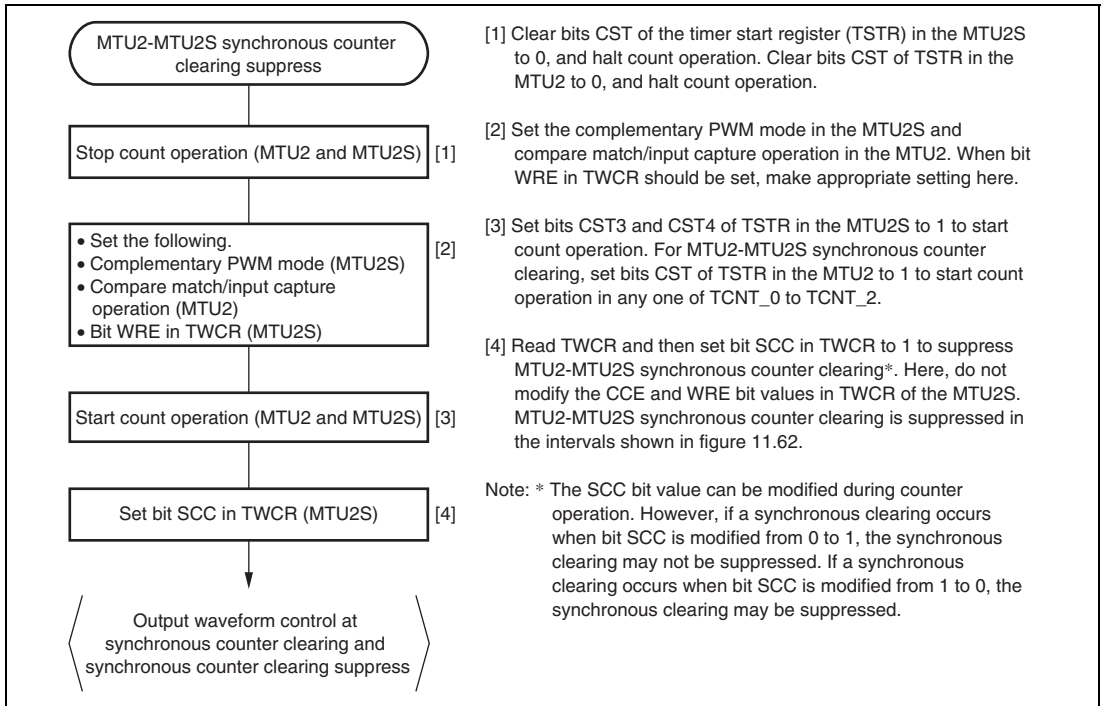 MTU2-MTU2S synchronous counter
clearing suppress
Stop count operation (MTU2 and MTU2S) [1]
• Set the following. [2]
• Complementary PWM mode (MTU2S)
• Compare match/input capture
operation (MTU2)
• Bit WRE in TWCR (MTU2S)
Start count operation (MTU2 and MTU2S) [3]
Set bit SCC in TWCR (MTU2S) [4]
Output waveform control at
synchronous counter clearing and
synchronous counter clearing suppress
[1] Clear bits CST of the timer start register (TSTR) in the MTU2S
to 0, and halt count operation. Clear bits CST of TSTR in the
MTU2 to 0, and halt count operation.
[2] Set the complementary PWM mode in the MTU2S and
compare match/input capture operation in the MTU2. When bit
WRE in TWCR should be set, make appropriate setting here.
[3] Set bits CST3 and CST4 of TSTR in the MTU2S to 1 to start
count operation. For MTU2-MTU2S synchronous counter
clearing, set bits CST of TSTR in the MTU2 to 1 to start count
operation in any one of TCNT_0 to TCNT_2.
[4] Read TWCR and then set bit SCC in TWCR to 1 to suppress
MTU2-MTU2S synchronous counter clearing*. Here, do not
modify the CCE and WRE bit values in TWCR of the MTU2S.
MTU2-MTU2S synchronous counter clearing is suppressed in
the intervals shown in figure 11.62.
Note: * The SCC bit value can be modified during counter
operation. However, if a synchronous clearing occurs
when bit SCC is modified from 0 to 1, the synchronous
clearing may not be suppressed. If a synchronous
clearing occurs when bit SCC is modified from 1 to 0, the
synchronous clearing may be suppressed.